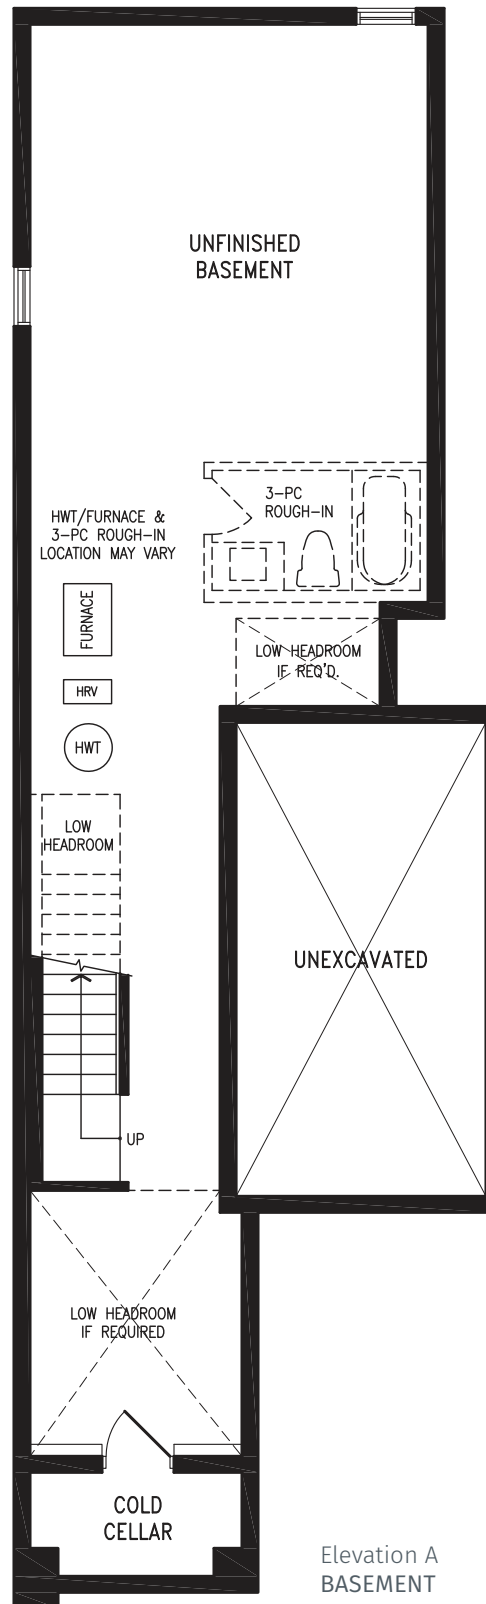 UNFINISHED
BASEMENT
3-PC
ROUGH-IN
HWT/FURNACE &
3-PC ROUGH-IN
LOCATION MAY VARY
FURNACE
LOW HEADROOM
IF REQ'D.
HRV
HWT
LOW
HEADROOM
UNEXCAVATED
UP
LOW HEADROOM
IF REQUIRED
COLD
CELLAR
Elevation A
BASEMENT